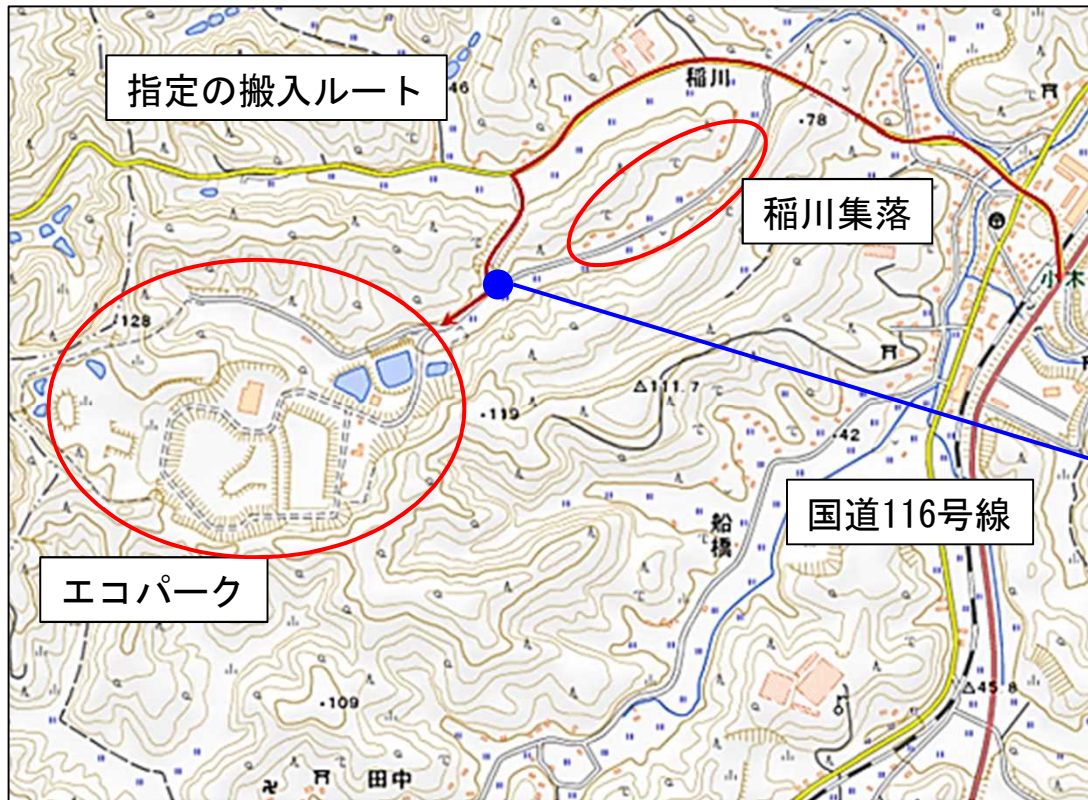 指定の搬入ルート
46
稲川
・78
稲川集落
小木
・128
△111.7
・119
・42
国道116号線
船橋
エコパーク
△45.8
・109
田中